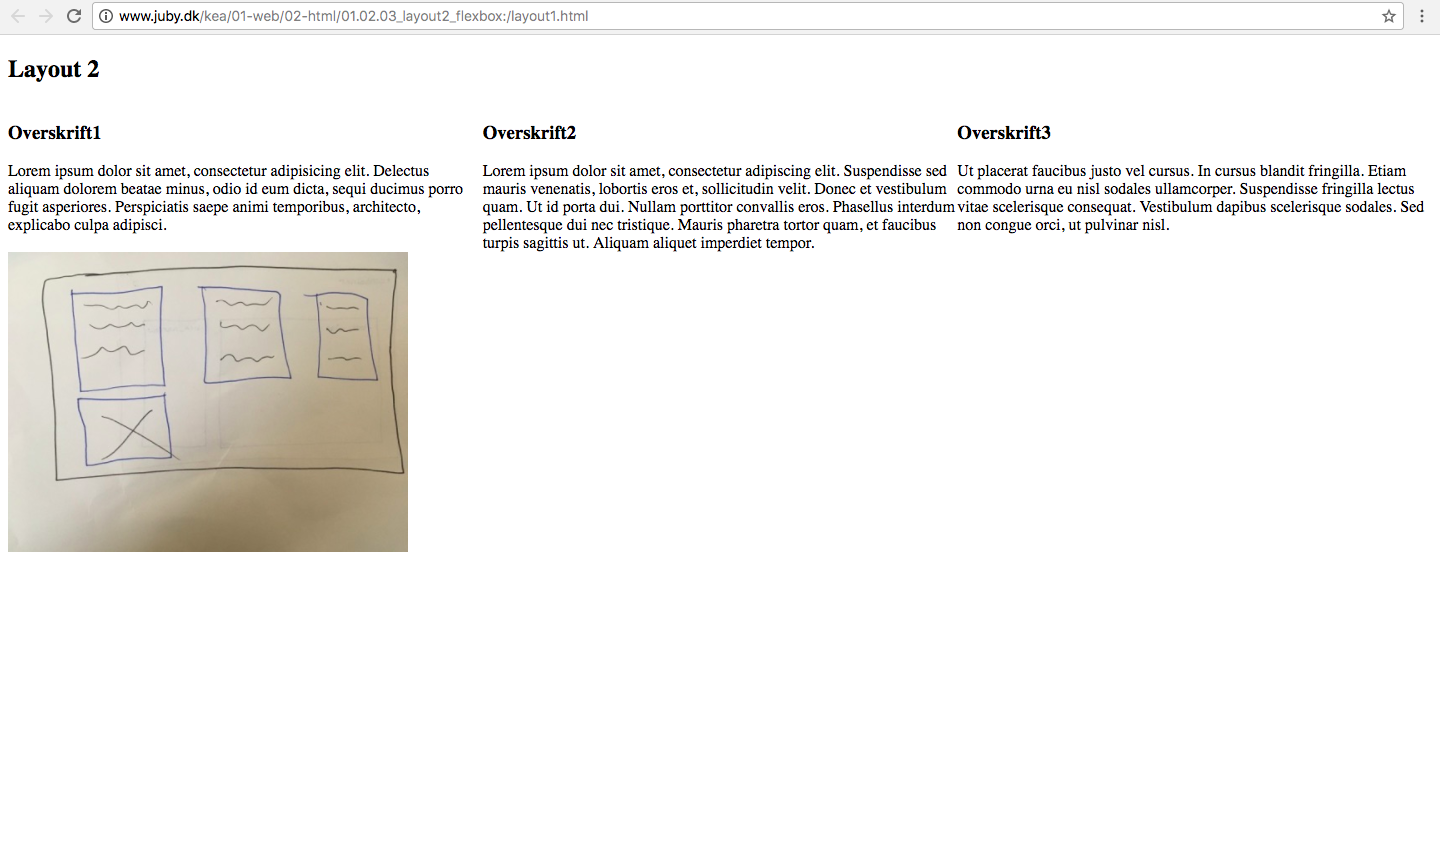 www.juby.dk/kea/01-web/02-html/01.02.03_layout2_flexbox:/layout1.html
Layout 2
Overskrift1
Lorem ipsum dolor sit amet, consectetur adipisicing elit. Delectus
aliquam dolorem beatae minus, odio id eum dicta, sequi ducimus porro
fugit asperiores. Perspiciatis saepe animi temporibus, architecto,
explicabo culpa adipisci.
Overskrift2
Lorem ipsum dolor sit amet, consectetur adipiscing elit. Suspendisse sed
mauris venenatis, lobortis eros et, sollicitudin velit. Donec et vestibulum
quam. Ut id porta dui. Nullam porttitor convallis eros. Phasellus interdum
pellentesque dui nec tristique. Mauris pharetra tortor quam, et faucibus
turpis sagittis ut. Aliquam aliquet imperdiet tempor.
Overskrift3
Ut placerat faucibus justo vel cursus. In cursus blandit fringilla. Etiam
commodo urna eu nisl sodales ullamcorper. Suspendisse fringilla lectus
vitae scelerisque consequat. Vestibulum dapibus scelerisque sodales. Sed
non congue orci, ut pulvinar nisl.